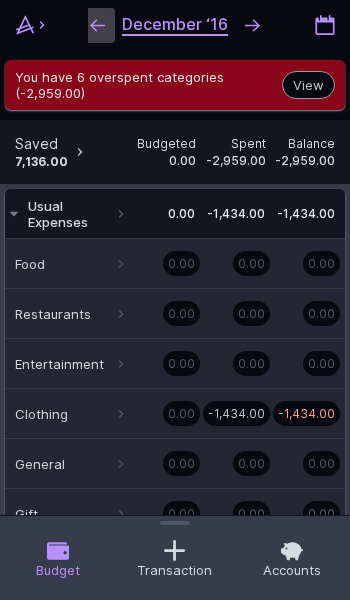 December ‘16
You have 6 overspent categories
(-2,959.00)
View
Saved
7,136.00
Budgeted
0.00
Spent
-2,959.00
Balance
-2,959.00
Usual
Expenses
0.00 -1,434.00 -1,434.00
Food 0.00 0.00 0.00
Restaurants 0.00 0.00 0.00
Entertainment 0.00 0.00 0.00
Clothing 0.00 -1,434.00 -1,434.00
General 0.00 0.00 0.00
Gift 0.00 0.00 0.00
Budget
Transaction
Accounts